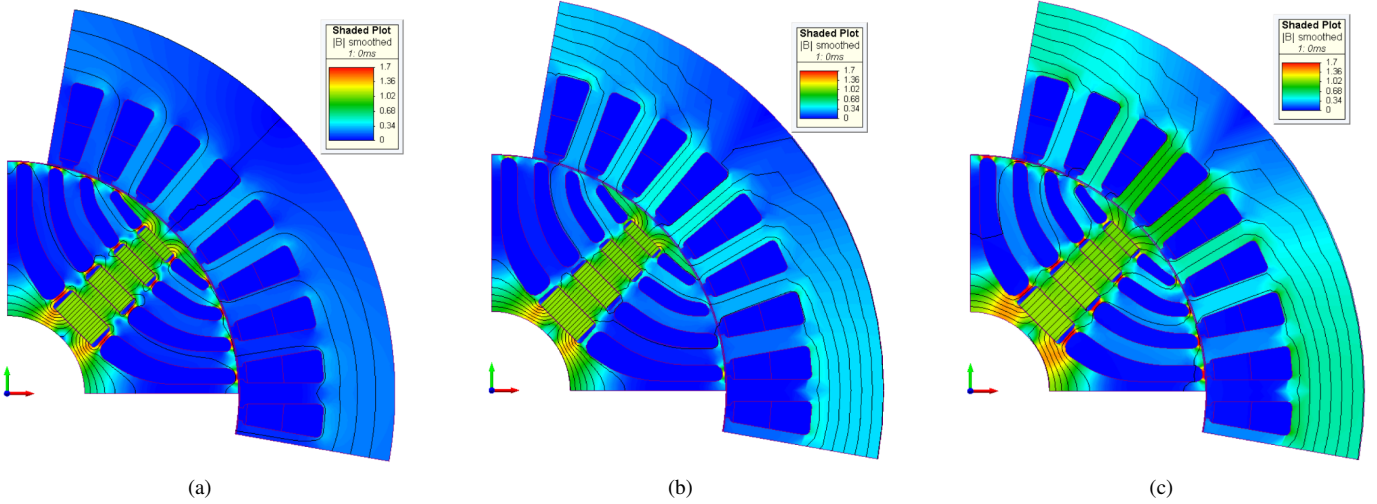 Shaded Plot
|B| smoothed
1: 0ms
1.7
1.36
1.02
0.68
0.34
0
Shaded Plot
|B| smoothed
1: 0ms
1.7
1.36
1.02
0.68
0.34
0
Shaded Plot
|B| smoothed
1: 0ms
1.7
1.36
1.02
0.68
0.34
0
(a)
(b)
(c)